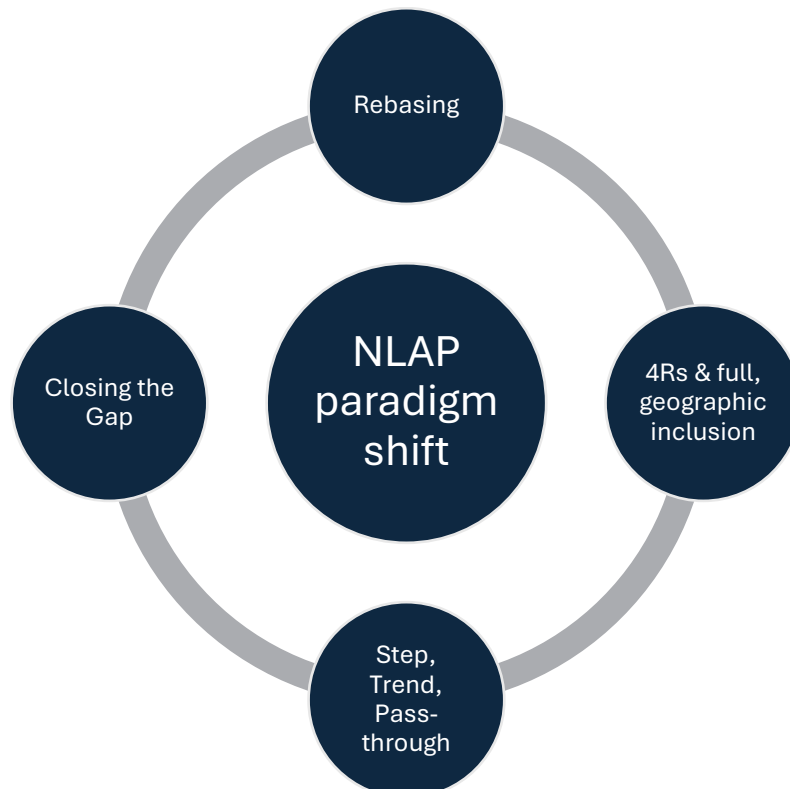 Rebasing
NLAP
paradigm
shift
Closing the
Gap
4Rs & full,
geographic
inclusion
Step,
Trend,
Pass-
through